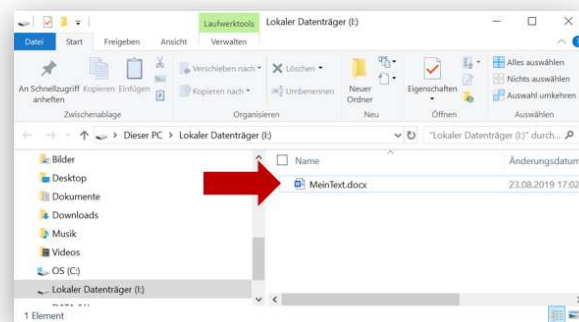 Laufwerktools Lokaler Datenträger (I:)
Datei Start Freigeben Ansicht Verwalten
An Schnellzugriff anheften
Kopieren
Einfügen
Zwischenablage
Verschieben nach
Kopieren nach
Löschen
Umbenennen
Organisieren
Neuer Ordner
Neu
Eigenschaften
Öffnen
Alles auswählen
Nichts auswählen
Auswahl umkehren
Auswählen
Dieser PC Lokaler Datenträger (I:)
"Lokaler Datenträger (I:)" durch...
Bilder
Desktop
Dokumente
Downloads
Musik
Videos
OS (C:)
Lokaler Datenträger (I:)
Name Änderungsdatum
MeinText.docx 23.08.2019 17:02
1 Element